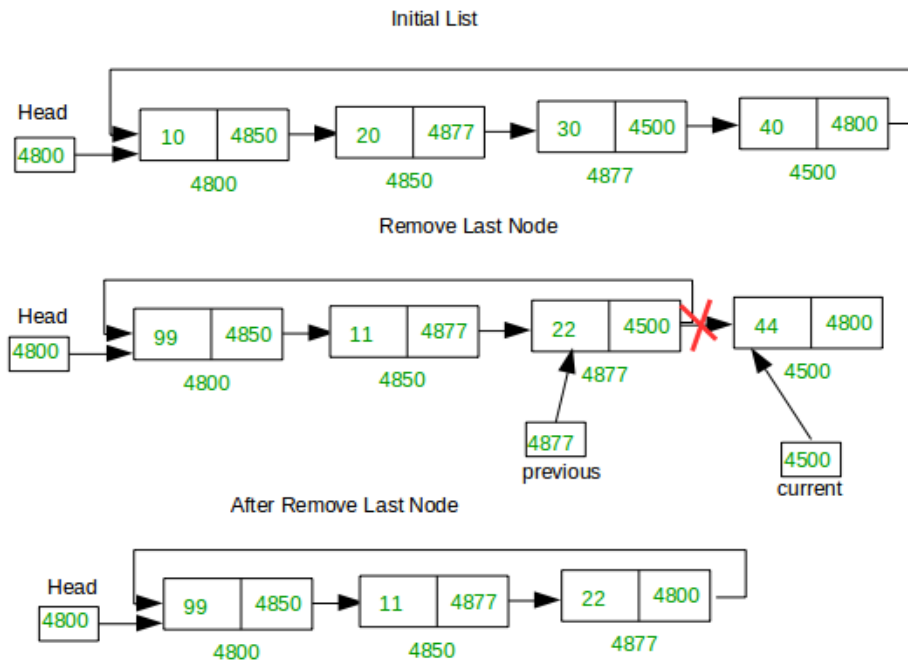 Initial List
Head
4800
10 4850 20 4877 30 4500 40 4800
4800 4850 4877 4500
Remove Last Node
Head
4800
99 4850 11 4877 22 4500 44 4800
4800 4850 4877 4500
4877 4500
previous current
After Remove Last Node
Head
4800
99 4850 11 4877 22 4800
4800 4850 4877